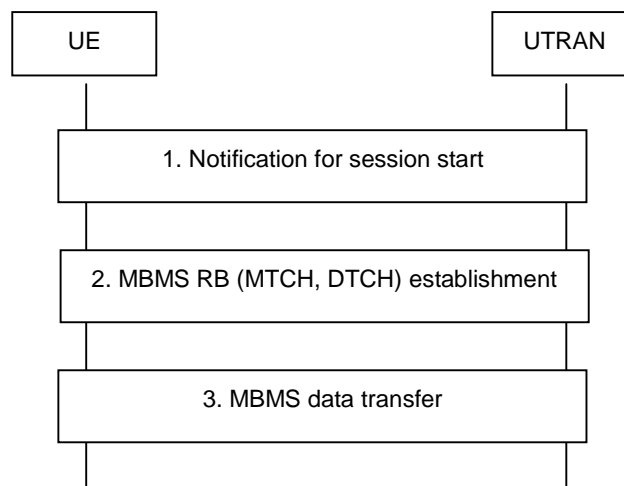 UE
UTRAN
1. Notification for session start
2. MBMS RB (MTCH, DTCH) establishment
3. MBMS data transfer